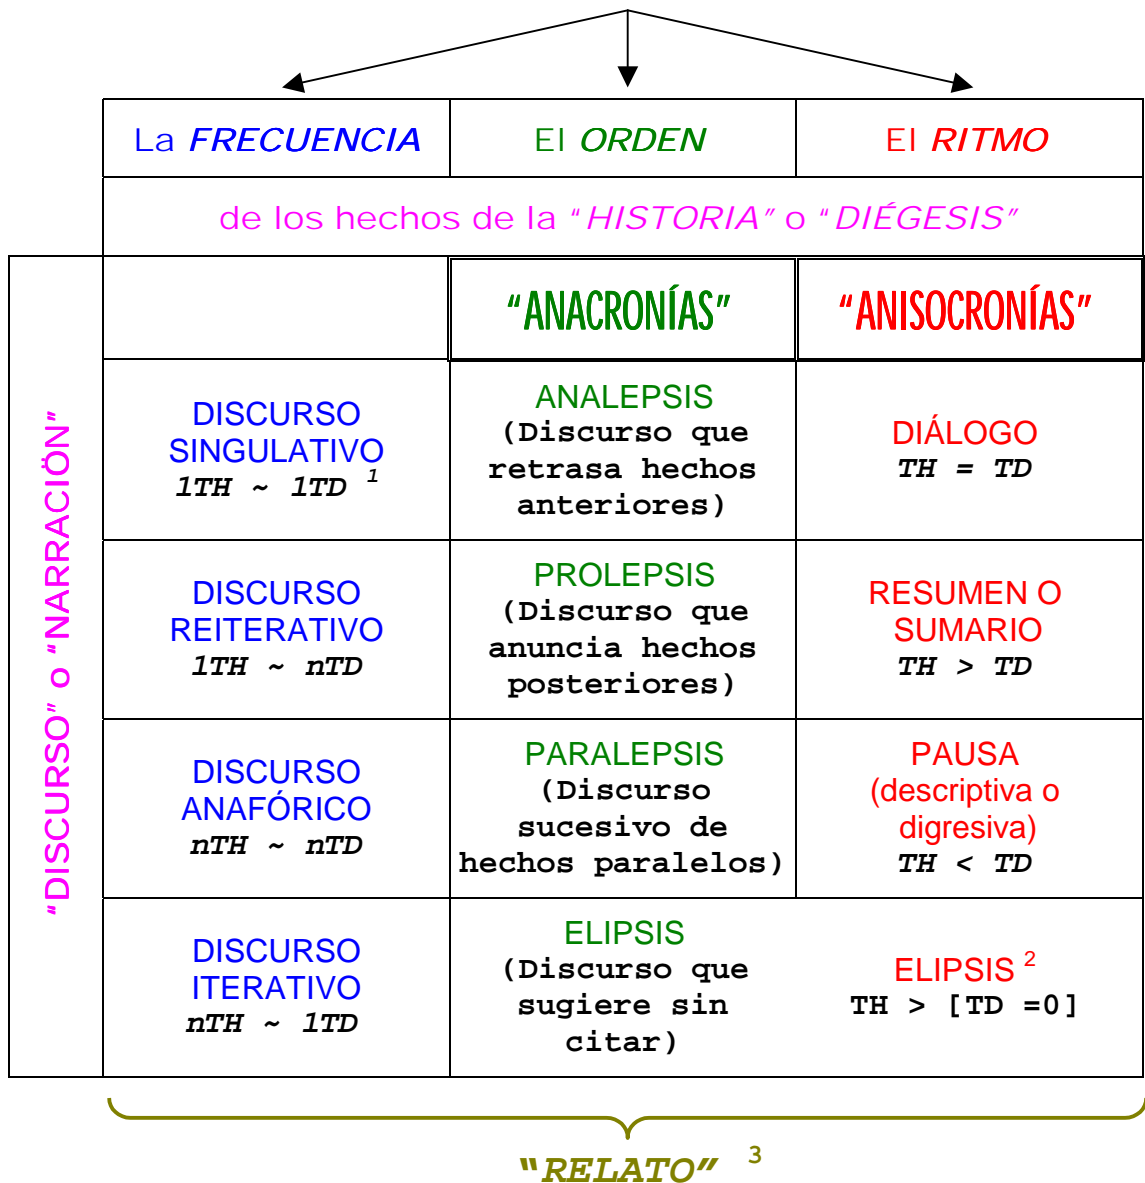 La FRECUENCIA
El ORDEN
El RITMO
de los hechos de la "HISTORIA" o "DIÉGESIS"
"DISCURSO" o "NARRACIÖN"
"ANACRONÍAS"
"ANISOCRONÍAS"
DISCURSO
SINGULATIVO
1TH ~ 1TD 1
ANALEPSIS
(Discurso que
retrasa hechos
anteriores)
DIÁLOGO
TH = TD
DISCURSO
REITERATIVO
1TH ~ nTD
PROLEPSIS
(Discurso que
anuncia hechos
posteriores)
RESUMEN O
SUMARIO
TH > TD
DISCURSO
ANAFÓRICO
nTH ~ nTD
PARALEPSIS
(Discurso
sucesivo de
hechos paralelos)
PAUSA
(descriptiva o
digresiva)
TH < TD
DISCURSO
ITERATIVO
nTH ~ 1TD
ELIPSIS
(Discurso que
sugiere sin
citar)
ELIPSIS 2
TH > [TD =0]
"RELATO" 3